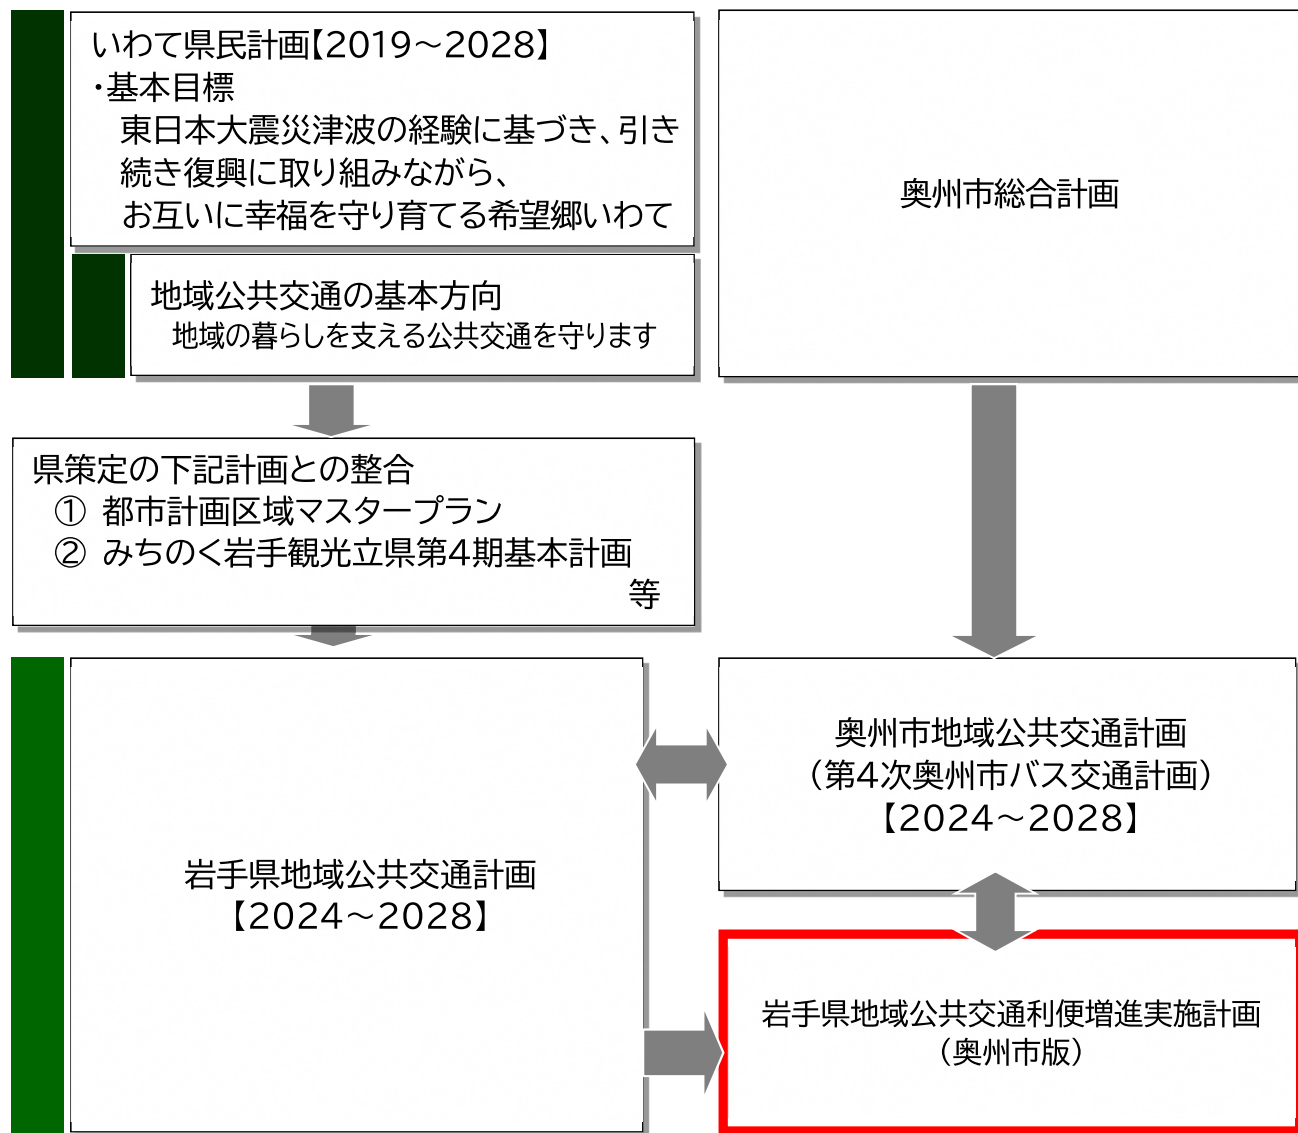 いわて県民計画【2019～2028】
・基本目標
東日本大震災津波の経験に基づき、引き
続き復興に取り組みながら、
お互いに幸福を守り育てる希望郷いわて
地域公共交通の基本方向
地域の暮らしを支える公共交通を守ります
県策定の下記計画との整合
① 都市計画区域マスタープラン
② みちのく岩手観光立県第4期基本計画
等
岩手県地域公共交通計画
【2024～2028】
奥州市総合計画
奥州市地域公共交通計画
（第4次奥州市バス交通計画）
【2024～2028】
岩手県地域公共交通利便増進実施計画
（奥州市版）